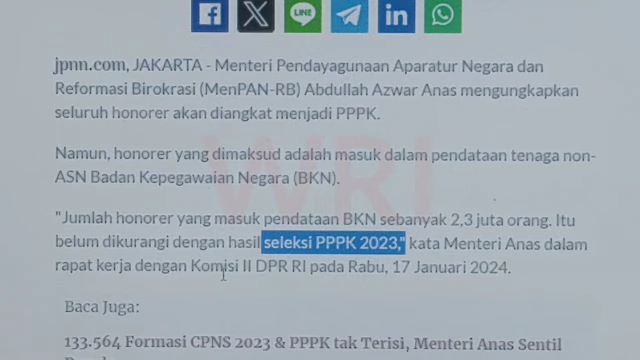 LINE
in
jpnn.com, JAKARTA - Menteri Pendayagunaan Aparatur Negara dan
Reformasi Birokrasi (MenPAN-RB) Abdullah Azwar Anas mengungkapkan
seluruh honorer akan diangkat menjadi PPPK.
Namun, honorer yang dimaksud adalah masuk dalam pendataan tenaga non-
ASN Badan Kepegawaian Negara (BKN).
WRI
"Jumlah honorer yang masuk pendataan BKN sebanyak 2,3 juta orang. Itu
belum dikurangi dengan hasil seleksi PPPK 2023," kata Menteri Anas dalam
rapat kerja dengan Komisi II DPR RI pada Rabu, 17 Januari 2024.
Baca Juga:
133.564 Formasi CPNS 2023 & PPPK tak Terisi, Menteri Anas Sentil